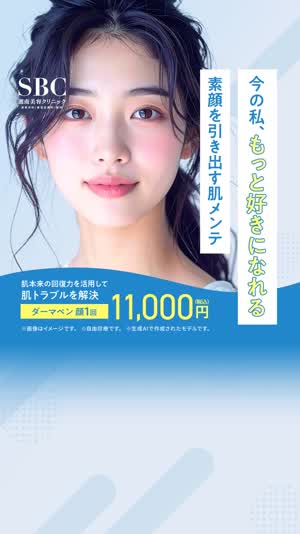 SBC
湘南美容クリニック
今の私、もっと好きになれる
素顔を引き出す肌メンテ
肌本来の回復力を活用して
肌トラブルを解決
ダーマペン 顔1回
11,000円(税込)
※画像はイメージです。 ※自由診療です。 ※生成AIで作成されたモデルです。